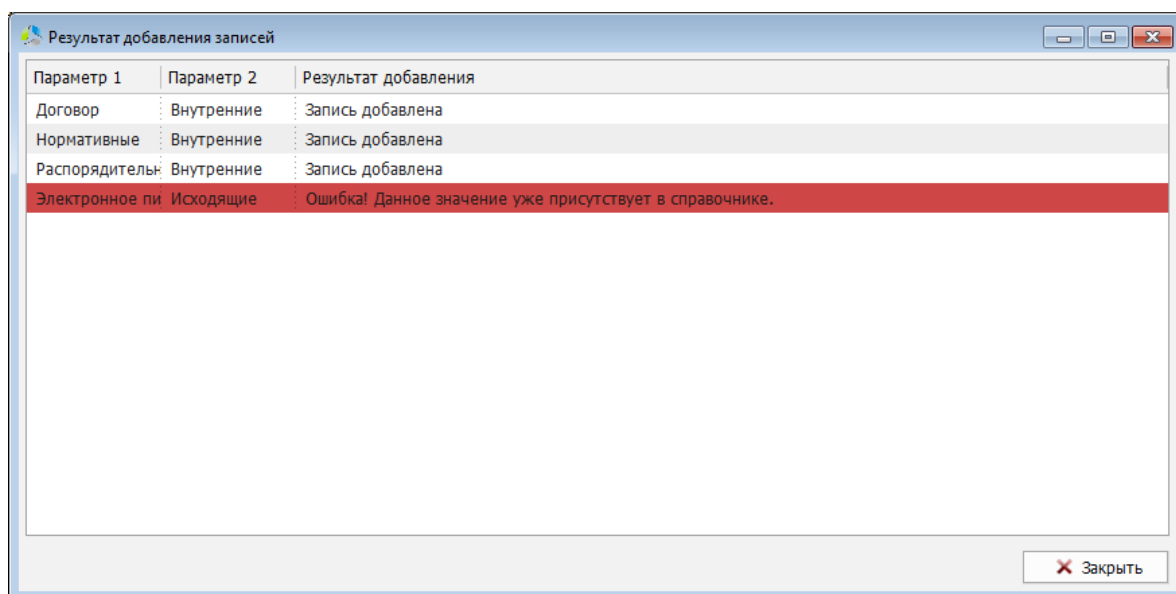 Результат добавления записей
Параметр 1 Параметр 2 Результат добавления
Договор Внутренние Запись добавлена
Нормативные Внутренние Запись добавлена
Распорядительн Внутренние Запись добавлена
Электронное пи Исходящие Ошибка! Данное значение уже присутствует в справочнике.
Закрыть